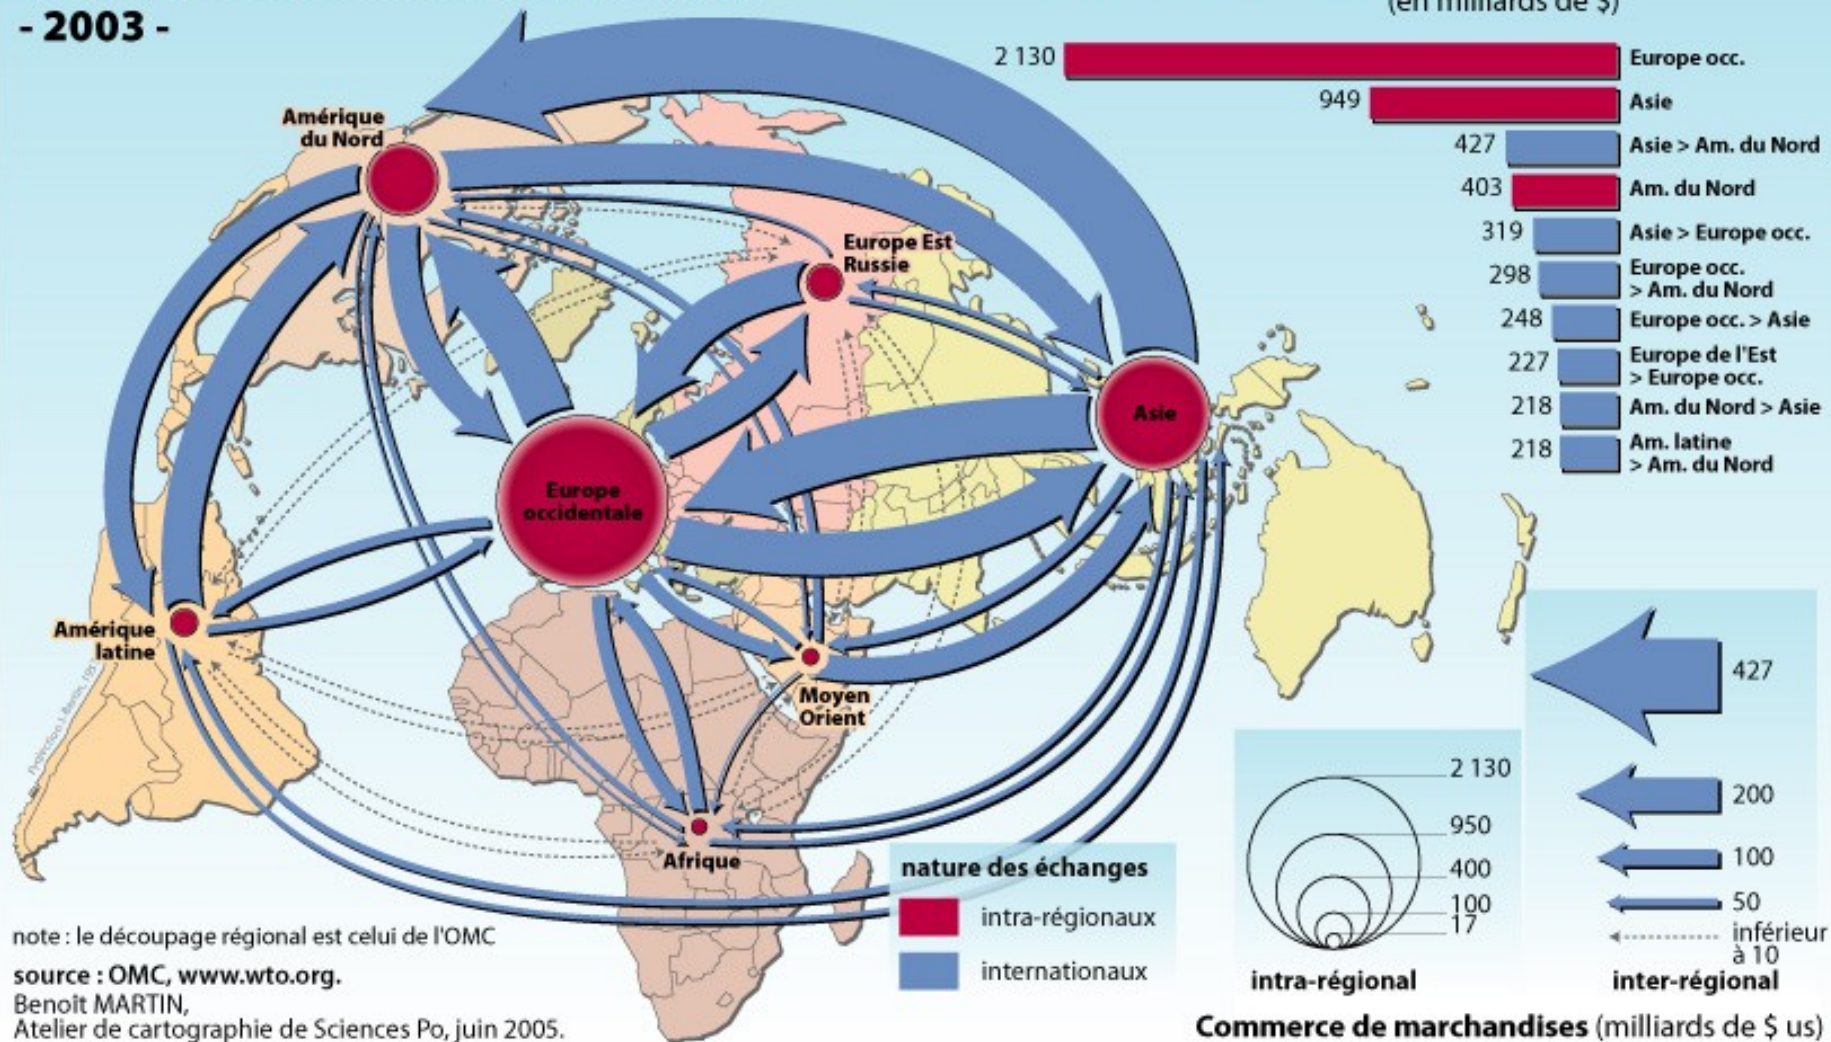 - 2003 -
(en milliards de $)
2 130 Europe occ.
949 Asie
427 Asie > Am. du Nord
403 Am. du Nord
319 Asie > Europe occ.
298 Europe occ.
> Am. du Nord
248 Europe occ. > Asie
227 Europe de l'Est
> Europe occ.
218 Am. du Nord > Asie
218 Am. latine
> Am. du Nord
Amérique
du Nord
Europe Est
Russie
Asie
Europe
occidentale
Amérique
latine
Moyen
Orient
Afrique
nature des échanges
intra-régionaux
internationaux
2 130
950
400
100
17
intra-régional
427
200
100
50
inférieur
à 10
inter-régional
Commerce de marchandises (milliards de $ us)
note : le découpage régional est celui de l'OMC
source : OMC, www.wto.org.
Benoît MARTIN,
Atelier de cartographie de Sciences Po, juin 2005.